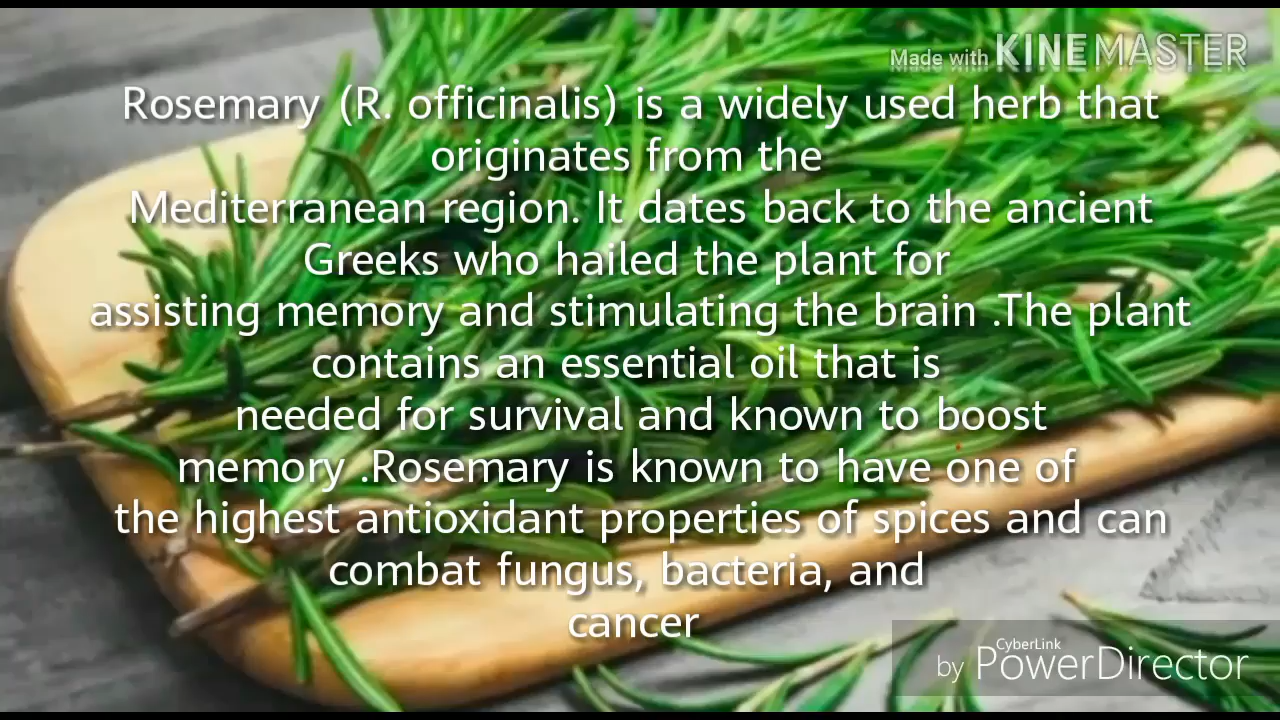 Made with KINEMASTER
Rosemary (R. officinalis) is a widely used herb that
originates from the
Mediterranean region. It dates back to the ancient
Greeks who hailed the plant for
assisting memory and stimulating the brain .The plant
contains an essential oil that is
needed for survival and known to boost
memory .Rosemary is known to have one of
the highest antioxidant properties of spices and can
combat fungus, bacteria, and
cancer
CyberLink
by PowerDirector